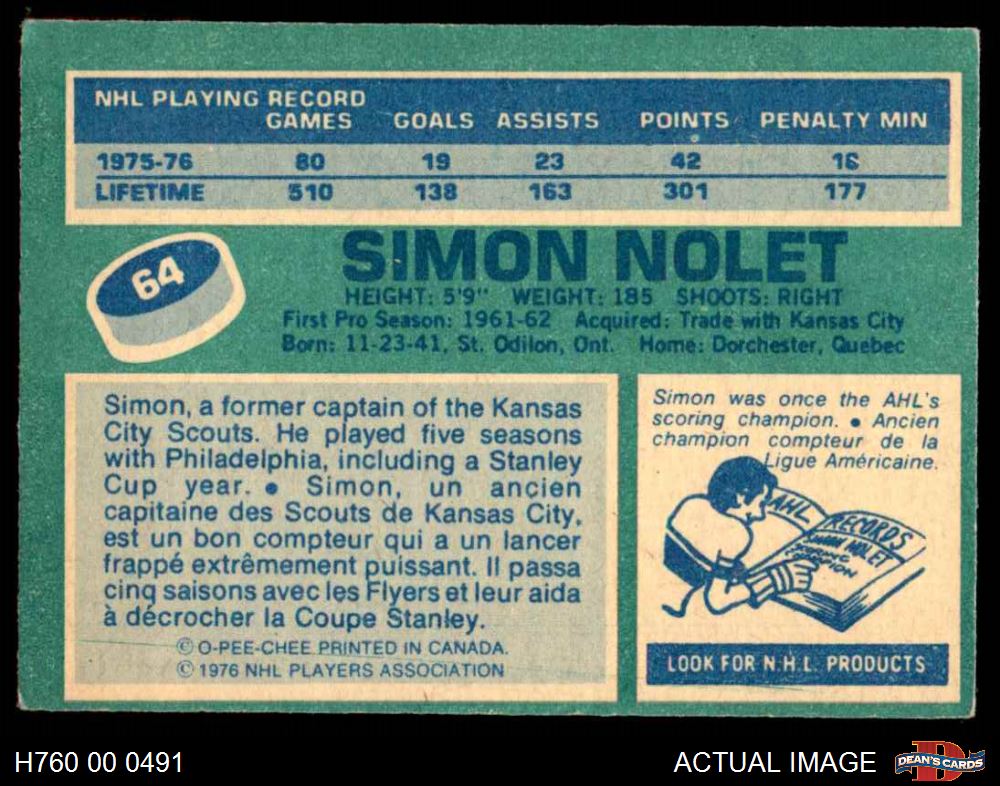 NHL PLAYING RECORD
GAMES GOALS ASSISTS POINTS PENALTY MIN
1975-76 80 19 23 42 16
LIFETIME 510 138 163 301 177
64
SIMON NOLET
HEIGHT: 5'9" WEIGHT: 185 SHOOTS: RIGHT
First Pro Season: 1961-62 Acquired: Trade with Kansas City
Born: 11-23-41, St. Odilon, Ont. Home: Dorchester, Quebec
Simon, a former captain of the Kansas
City Scouts. He played five seasons
with Philadelphia, including a Stanley
Cup year. • Simon, un ancien
capitaine des Scouts de Kansas City,
est un bon compteur qui a un lancer
frappé extrêmement puissant. Il passa
cinq saisons avec les Flyers et leur aida
à décrocher la Coupe Stanley.
© O-PEE-CHEE PRINTED IN CANADA.
© 1976 NHL PLAYERS ASSOCIATION
Simon was once the AHL's
scoring champion. • Ancien
champion compteur de la
Ligue Américaine.
AHL RECORDS
SIMON NOLET
SCORING
CHAMPION
LOOK FOR N.H.L. PRODUCTS
H760 00 0491
ACTUAL IMAGE
D
DEAN'S CARDS